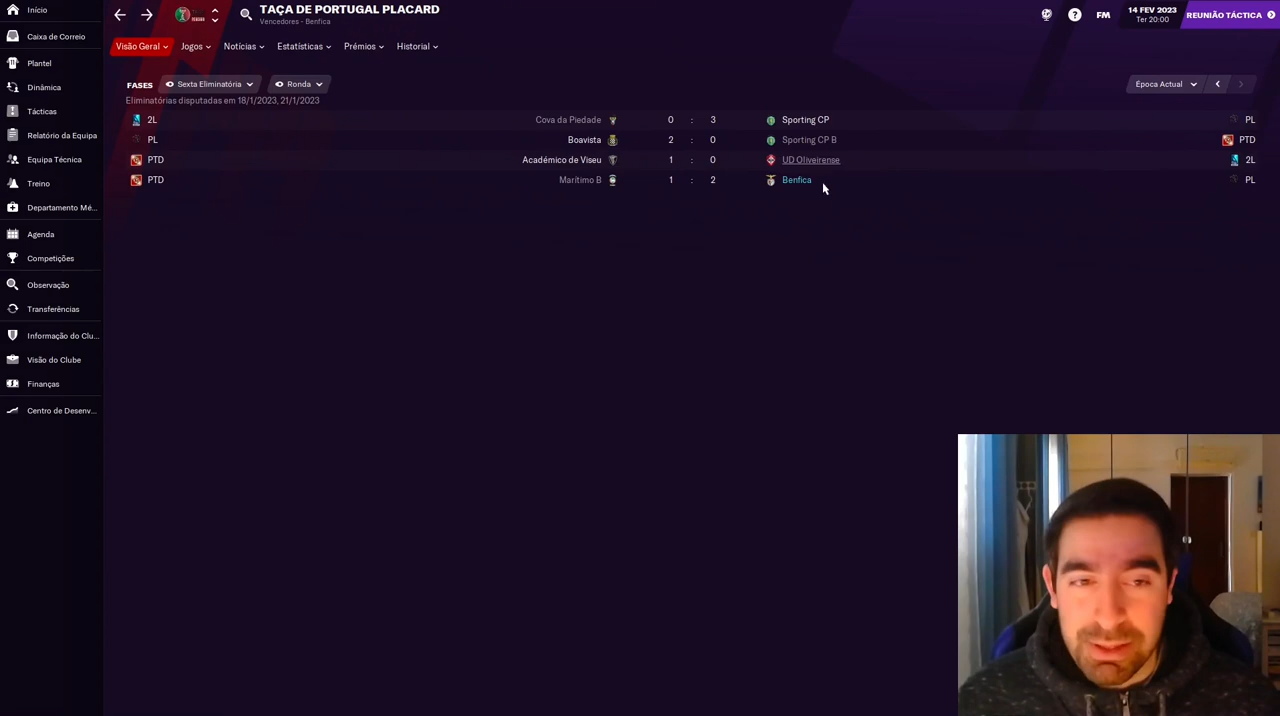 Início
TAÇA DE PORTUGAL PLACARD
Vencedores - Benfica
FM
14 FEV 2023
Ter 20:00
REUNIÃO TÁCTICA
Caixa de Correio
Visão Geral
Jogos
Notícias
Estatísticas
Prémios
Historial
Plantel
Dinâmica
Tácticas
Relatório da Equipa
Equipa Técnica
Treino
Departamento Mé...
Agenda
Competições
Observação
Transferências
Informação do Clu...
Visão do Clube
Finanças
Centro de Desenv...
FASES
Sexta Eliminatória
Ronda
Época Actual
Eliminatórias disputadas em 18/1/2023, 21/1/2023
2L Cova da Piedade 0 : 3 Sporting CP PL
PL Boavista 2 : 0 Sporting CP B PTD
PTD Académico de Viseu 1 : 0 UD Oliveirense 2L
PTD Marítimo B 1 : 2 Benfica PL